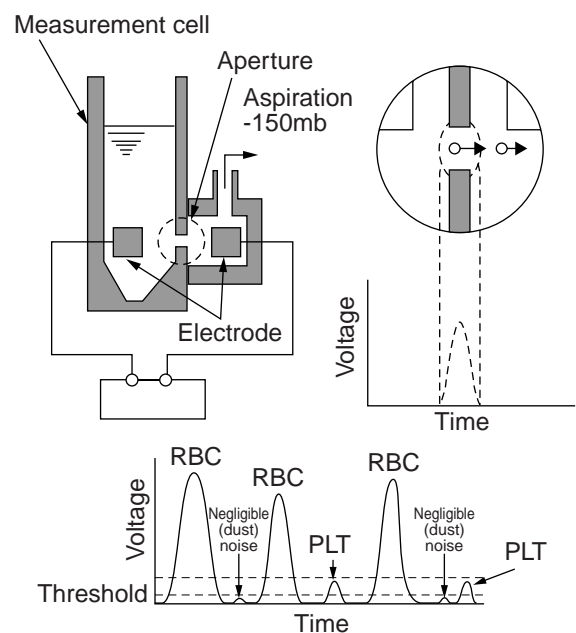 Measurement cell
Aperture
Aspiration
-150mb
Electrode
Voltage
Time
RBC
RBC
RBC
Negligible
(dust)
noise
PLT
Negligible
(dust)
noise
PLT
Voltage
Threshold
Time